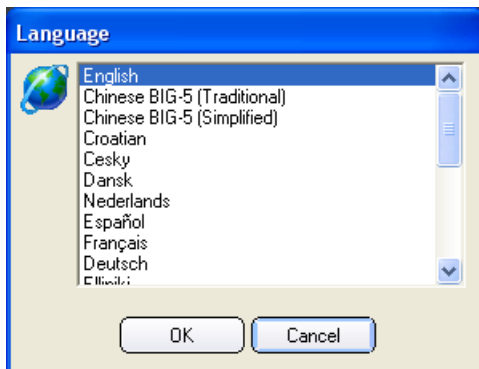 Language
English
Chinese BIG-5 (Traditional)
Chinese BIG-5 (Simplified)
Croatian
Cesky
Dansk
Nederlands
Español
Français
Deutsch
Elliniki
OK
Cancel